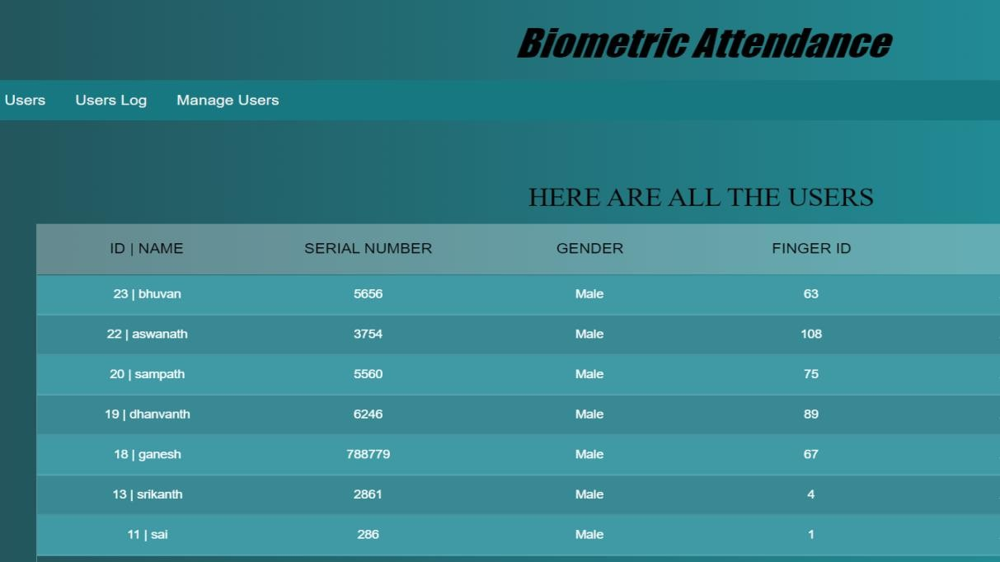 Biometric Attendance
Users Users Log Manage Users
HERE ARE ALL THE USERS
ID | NAME SERIAL NUMBER GENDER FINGER ID
23 | bhuvan 5656 Male 63
22 | aswanath 3754 Male 108
20 | sampath 5560 Male 75
19 | dhanvanth 6246 Male 89
18 | ganesh 788779 Male 67
13 | srikanth 2861 Male 4
11 | sai 286 Male 1